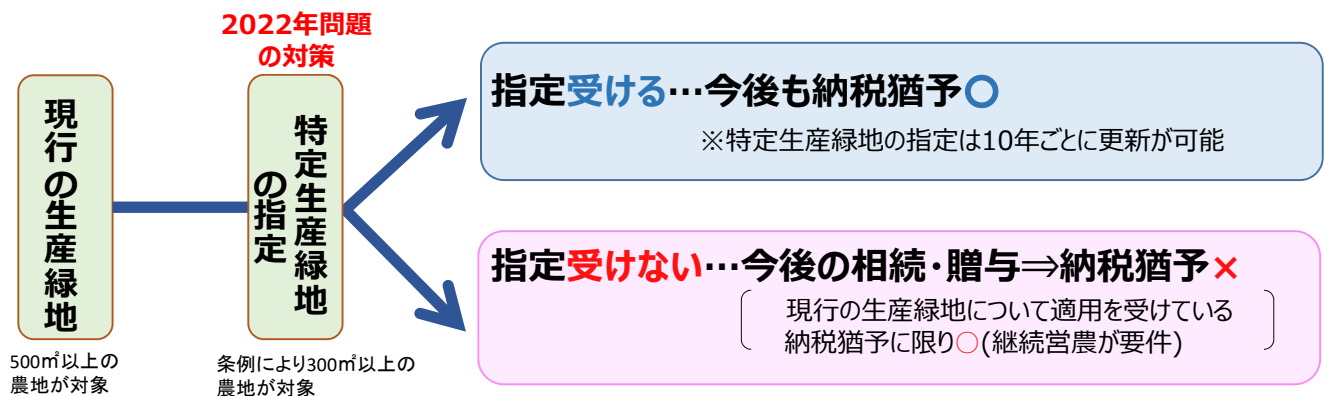 2022年問題
の対策
現行の生産緑地
500㎡以上の
農地が対象
特定生産緑地
の指定
条例により300㎡以上の
農地が対象
指定受ける…今後も納税猶予〇
※特定生産緑地の指定は10年ごとに更新が可能
指定受けない…今後の相続・贈与⇒納税猶予×
現行の生産緑地について適用を受けている
納税猶予に限り○(継続営農が要件)